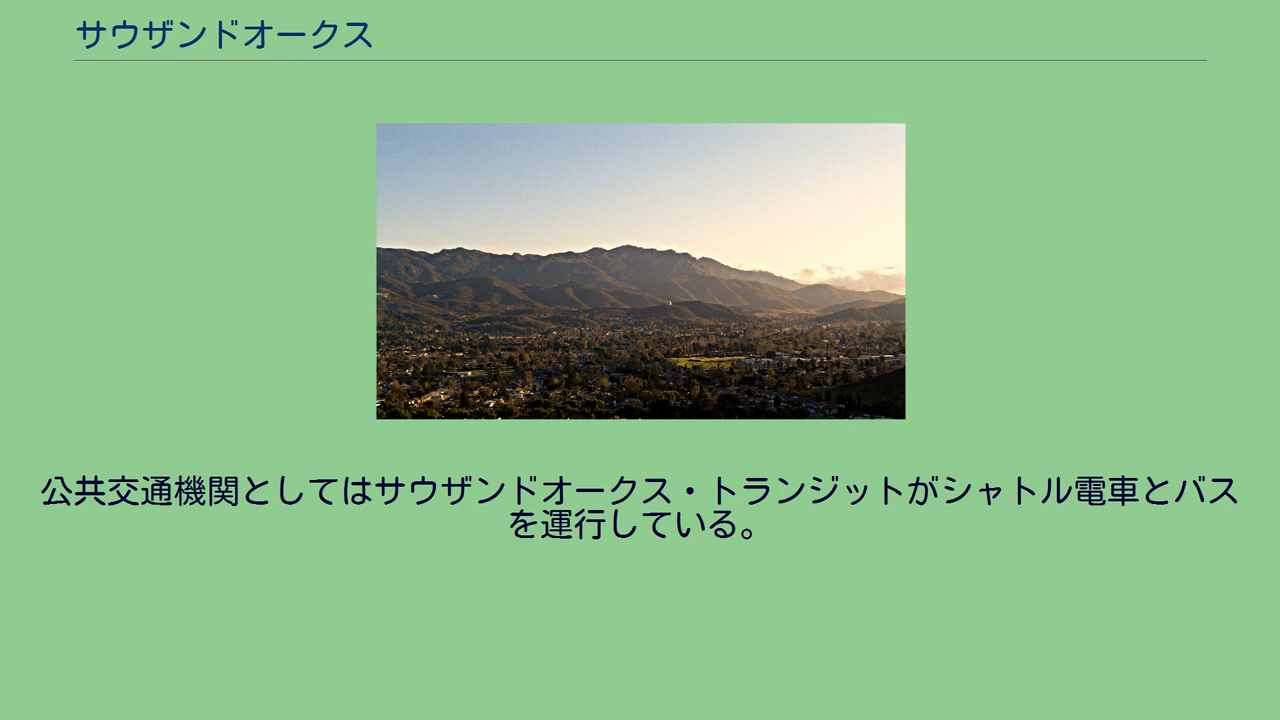 サウザンドオークス
公共交通機関としてはサウザンドオークス・トランジットがシャトル電車とバス
を運行している。